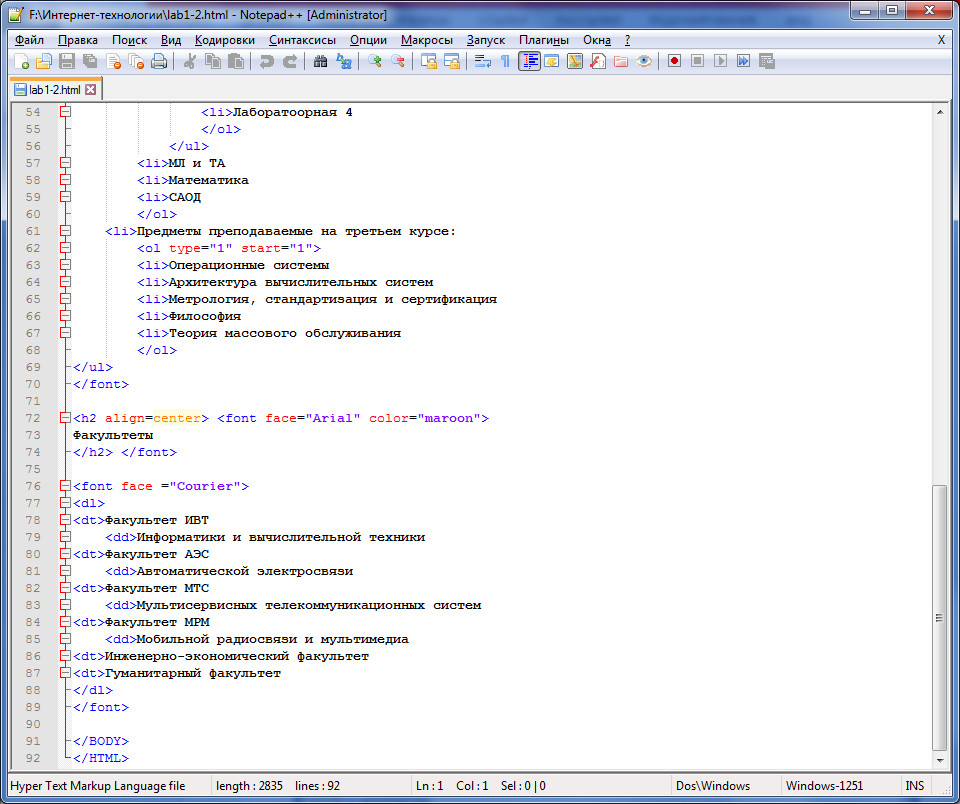 F:\Интернет-технологии\lab1-2.html - Notepad++ [Administrator]
Файл Правка Поиск Вид Кодировки Синтаксисы Опции Макросы Запуск Плагины Окна ? X
lab1-2.html
54 <li>Лаборатоорная 4
55 </ol>
56 </ul>
57 <li>МЛ и ТА
58 <li>Математика
59 <li>САОД
60 </ol>
61 <li>Предметы преподаваемые на третьем курсе:
62 <ol type="1" start="1">
63 <li>Операционные системы
64 <li>Архитектура вычислительных систем
65 <li>Метрология, стандартизация и сертификация
66 <li>Философия
67 <li>Теория массового обслуживания
68 </ol>
69 </ul>
70 </font>
71
72 <h2 align=center> <font face="Arial" color="maroon">
73 Факультеты
74 </h2> </font>
75
76 <font face ="Courier">
77 <dl>
78 <dt>Факультет ИВТ
79 <dd>Информатики и вычислительной техники
80 <dt>Факультет АЭС
81 <dd>Автоматической электросвязи
82 <dt>Факультет МТС
83 <dd>Мультисервисных телекоммуникационных систем
84 <dt>Факультет МРМ
85 <dd>Мобильной радиосвязи и мультимедиа
86 <dt>Инженерно-экономический факультет
87 <dt>Гуманитарный факультет
88 </dl>
89 </font>
90
91 </BODY>
92 </HTML>
Hyper Text Markup Language file length : 2835 lines : 92 Ln : 1 Col : 1 Sel : 0 | 0 Dos\Windows Windows-1251 INS